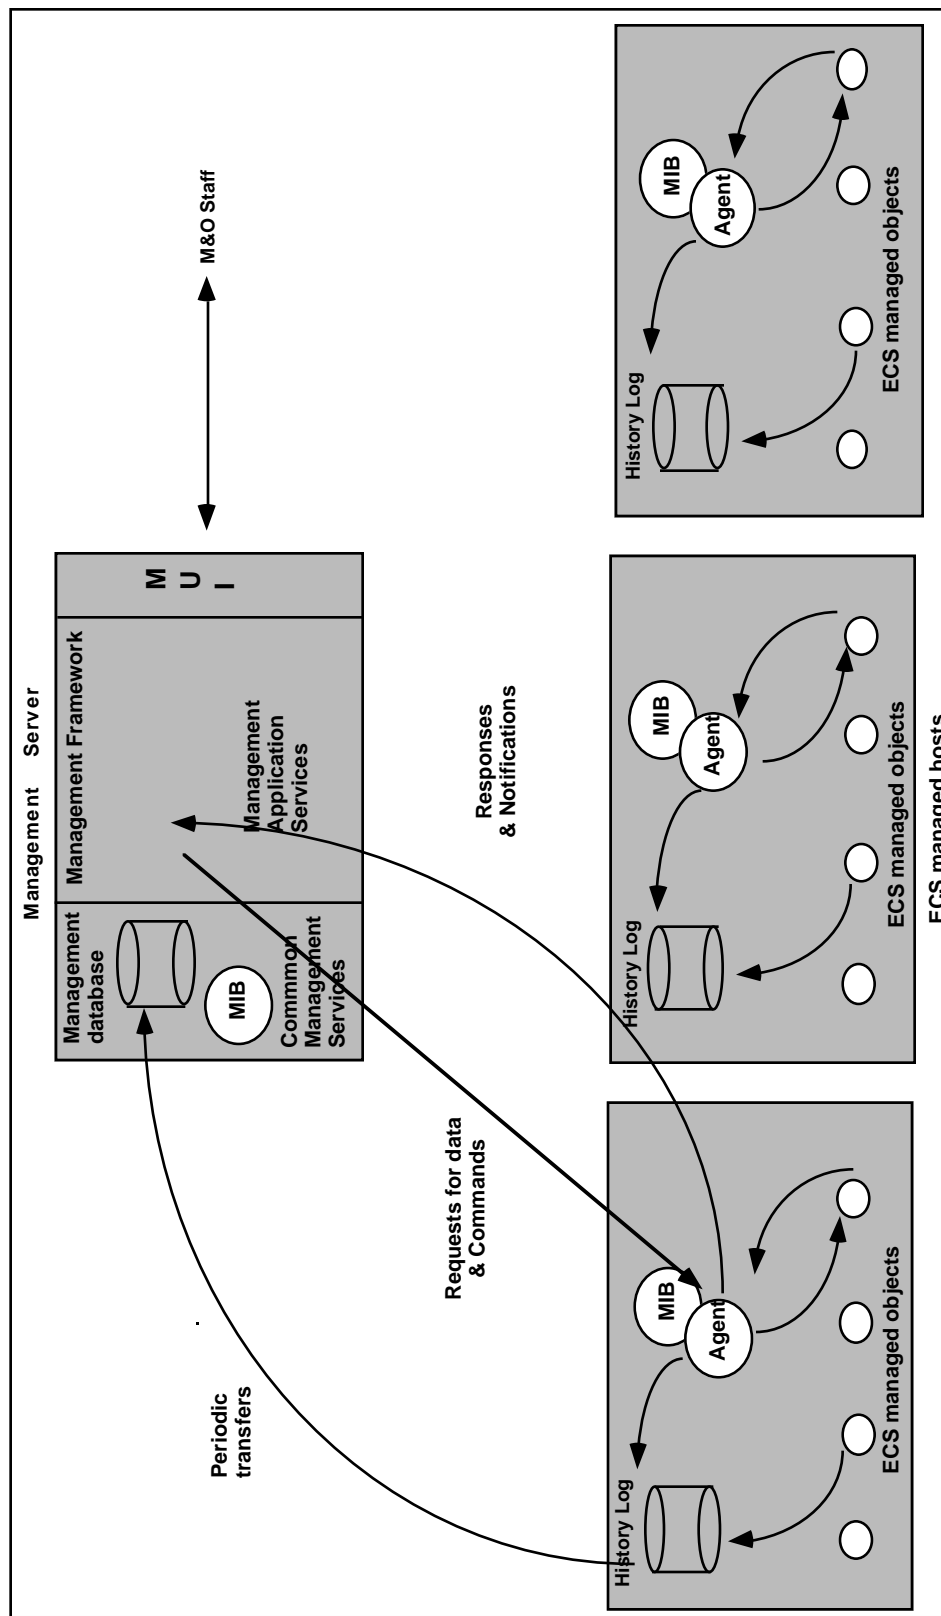 Management Server
Management
database
Management Framework
M
U
I
M&O Staff
MIB
Commmon
Management
Services
Management
Application
Services
Periodic
transfers
Requests for data
& Commands
Responses
& Notifications
History Log
MIB
Agent
ECS managed objects
History Log
MIB
Agent
ECS managed objects
History Log
MIB
Agent
ECS managed objects
ECS managed hosts